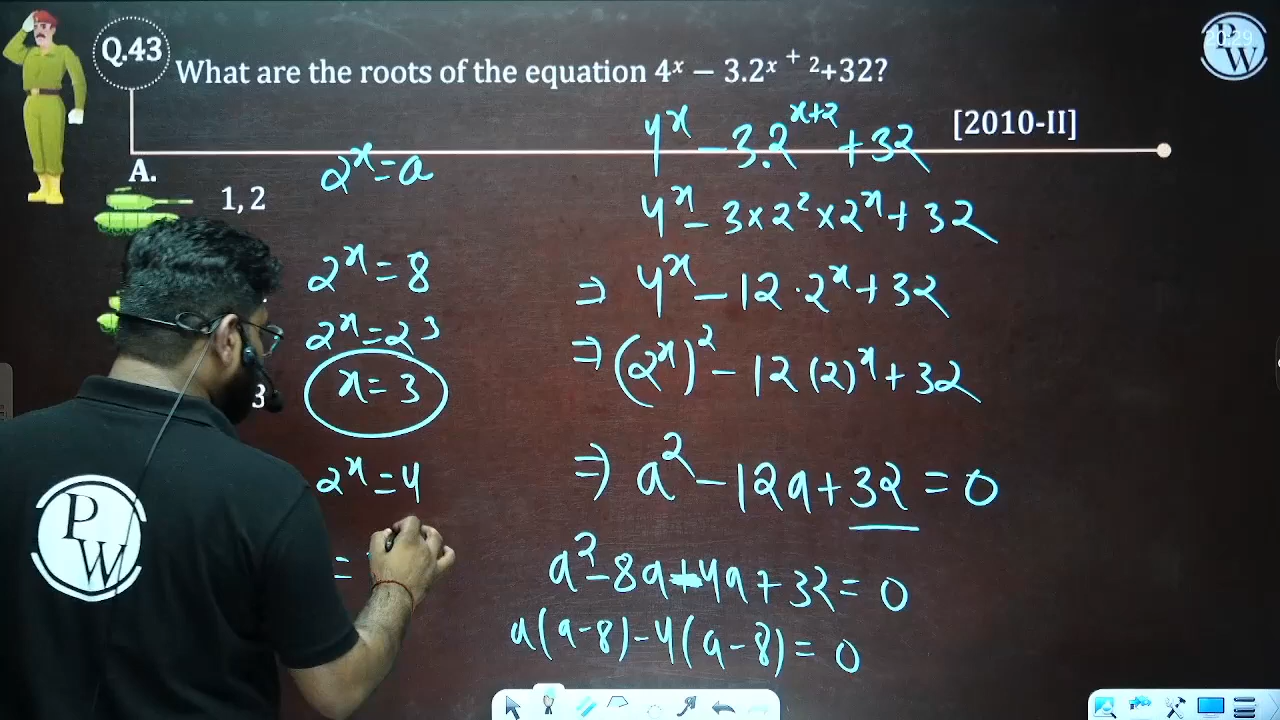 Q.43
What are the roots of the equation 4ˣ − 3.2ˣ ⁺ ²+32?
[2010-II]
A.
1, 2
3
2ˣ = a
2ˣ = 8
2ˣ = 2³
x = 3
2ˣ = 4
=
4ˣ − 3.2ˣ⁺² + 32
4ˣ − 3 × 2² × 2ˣ + 32
⇒ 4ˣ − 12 · 2ˣ + 32
⇒ (2ˣ)² − 12 (2)ˣ + 32
⇒ a² − 12a + 32 = 0
a² − 8a − 4a + 32 = 0
a(a − 8) − 4(a − 8) = 0
PW
PW